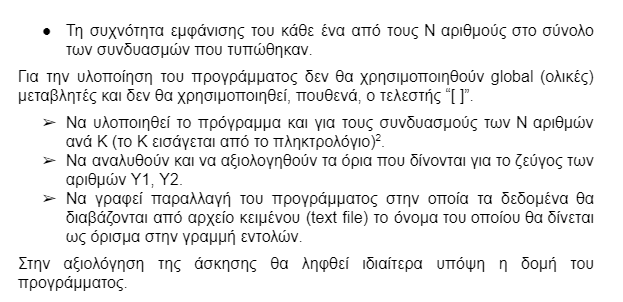 ● Τη συχνότητα εμφάνισης του κάθε ένα από τους Ν αριθμούς στο σύνολο
των συνδυασμών που τυπώθηκαν.
Για την υλοποίηση του προγράμματος δεν θα χρησιμοποιηθούν global (ολικές)
μεταβλητές και δεν θα χρησιμοποιηθεί, πουθενά, ο τελεστής “[ ]”.
➢ Να υλοποιηθεί το πρόγραμμα και για τους συνδυασμούς των Ν αριθμών
ανά Κ (το Κ εισάγεται από το πληκτρολόγιο)².
➢ Να αναλυθούν και να αξιολογηθούν τα όρια που δίνονται για το ζεύγος των
αριθμών Υ1, Υ2.
➢ Να γραφεί παραλλαγή του προγράμματος στην οποία τα δεδομένα θα
διαβάζονται από αρχείο κειμένου (text file) το όνομα του οποίου θα δίνεται
ως όρισμα στην γραμμή εντολών.
Στην αξιολόγηση της άσκησης θα ληφθεί ιδιαίτερα υπόψη η δομή του
προγράμματος.